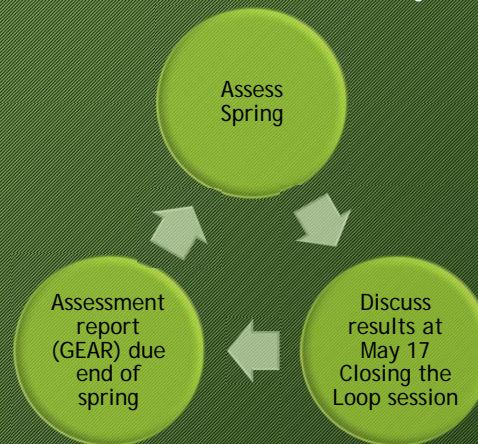 Assess
Spring
Discuss
results at
May 17
Closing the
Loop session
Assessment
report
(GEAR) due
end of
spring